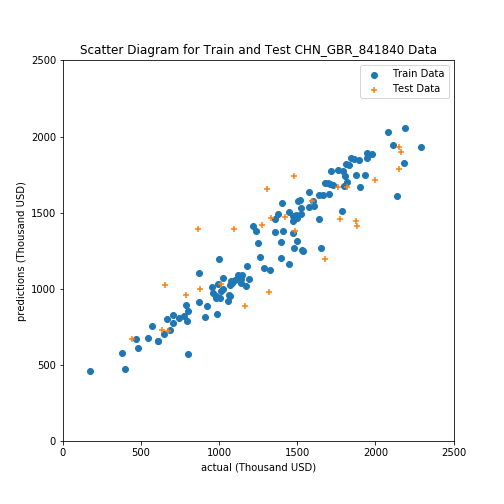 Scatter Diagram for Train and Test CHN_GBR_841840 Data
2500
2000
1500
1000
500
0
predictions (Thousand USD)
Train Data
Test Data
0 500 1000 1500 2000 2500
actual (Thousand USD)